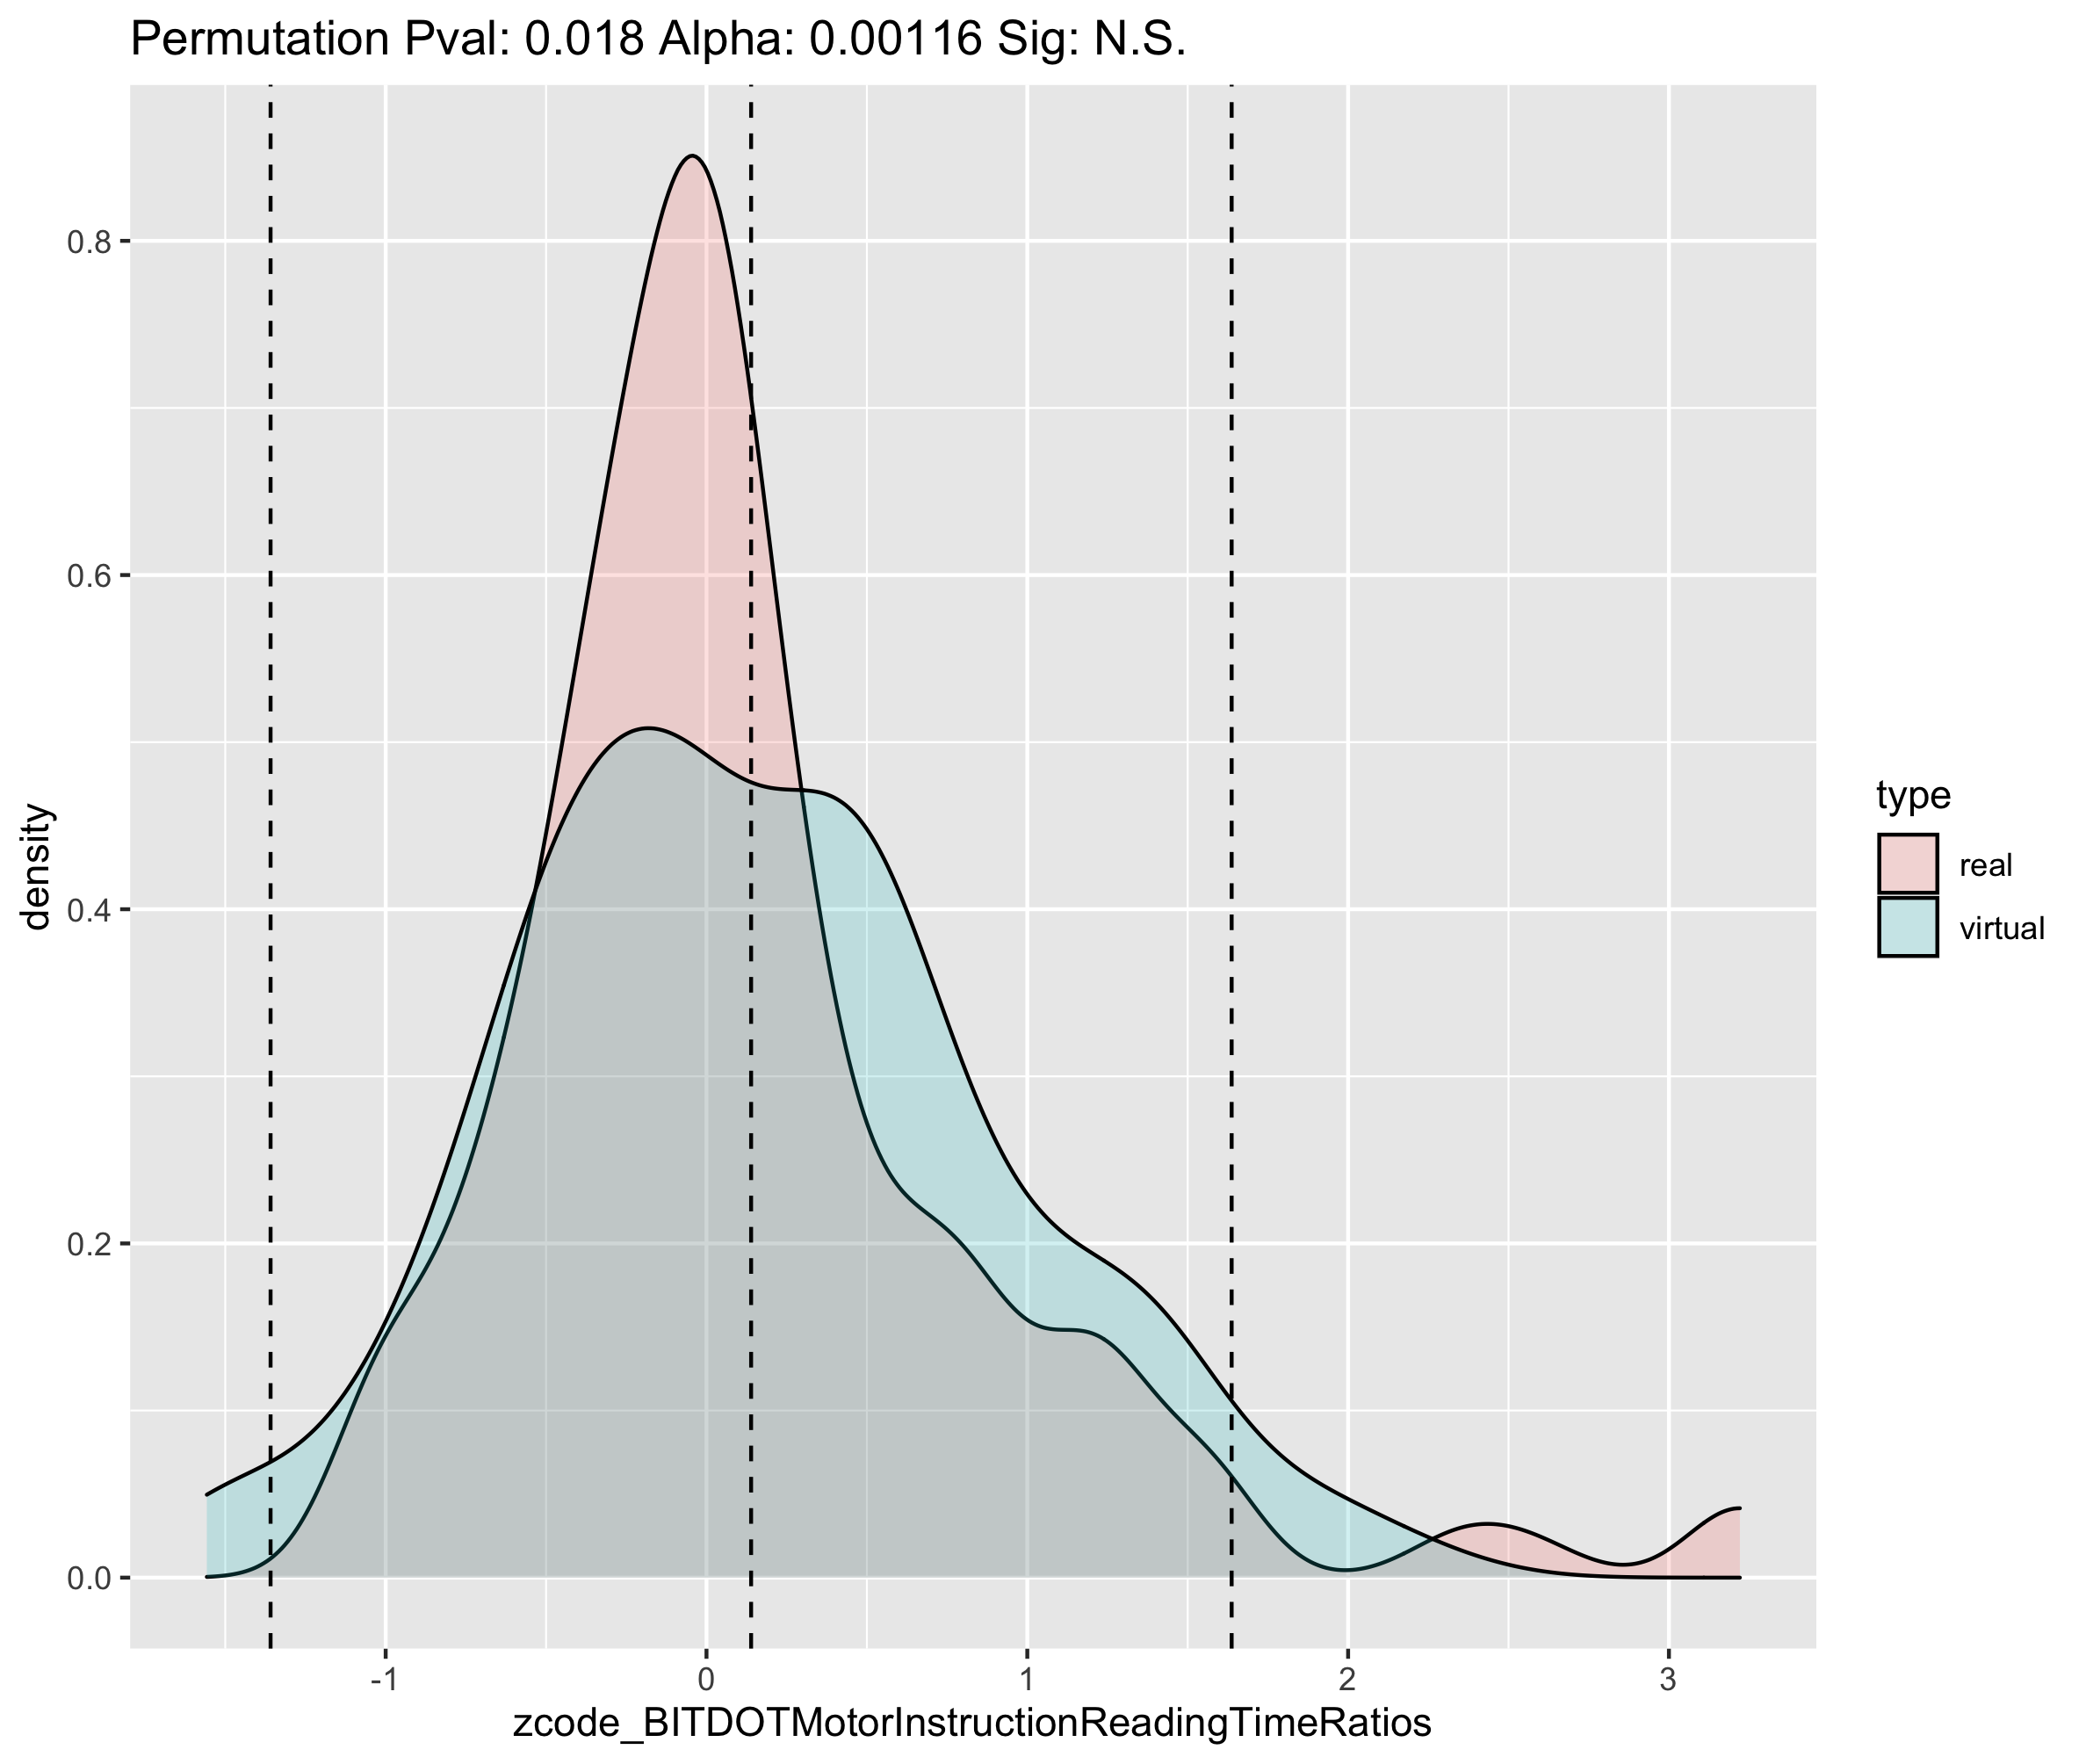 Permutation Pval: 0.018 Alpha: 0.00116 Sig: N.S.
0.8
0.6
0.4
0.2
0.0
density
-1 0 1 2 3
zcode_BITDOTMotorInstructionReadingTimeRatios
type
real
virtual